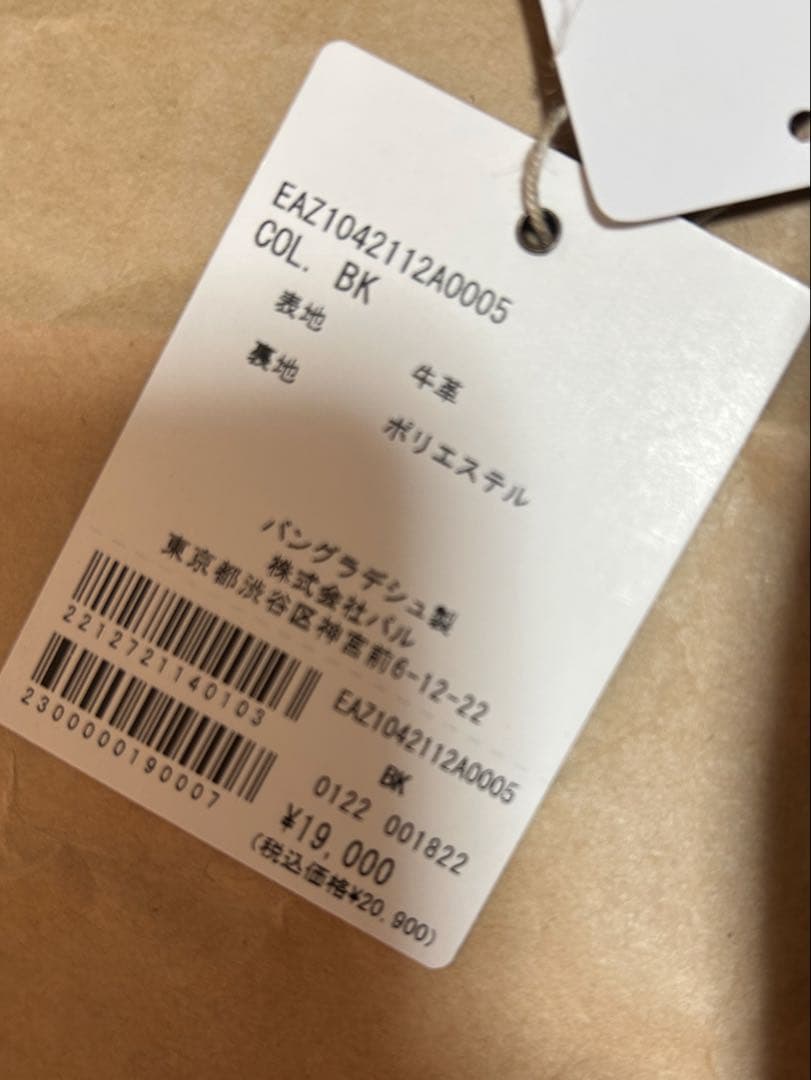 EAZ1042112A0005
COL. BK
表地 牛革
裏地 ポリエステル
バングラデシュ製
株式会社パル
東京都渋谷区神宮前6-12-22
2212721140103
2300000190007
EAZ1042112A0005
BK
0122 001822
¥19,000
(税込価格¥20,900)